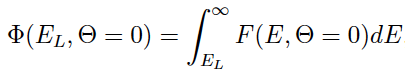 Φ(E_L, Θ = 0) = ∫_{E_L}^{∞} F(E, Θ = 0)dE